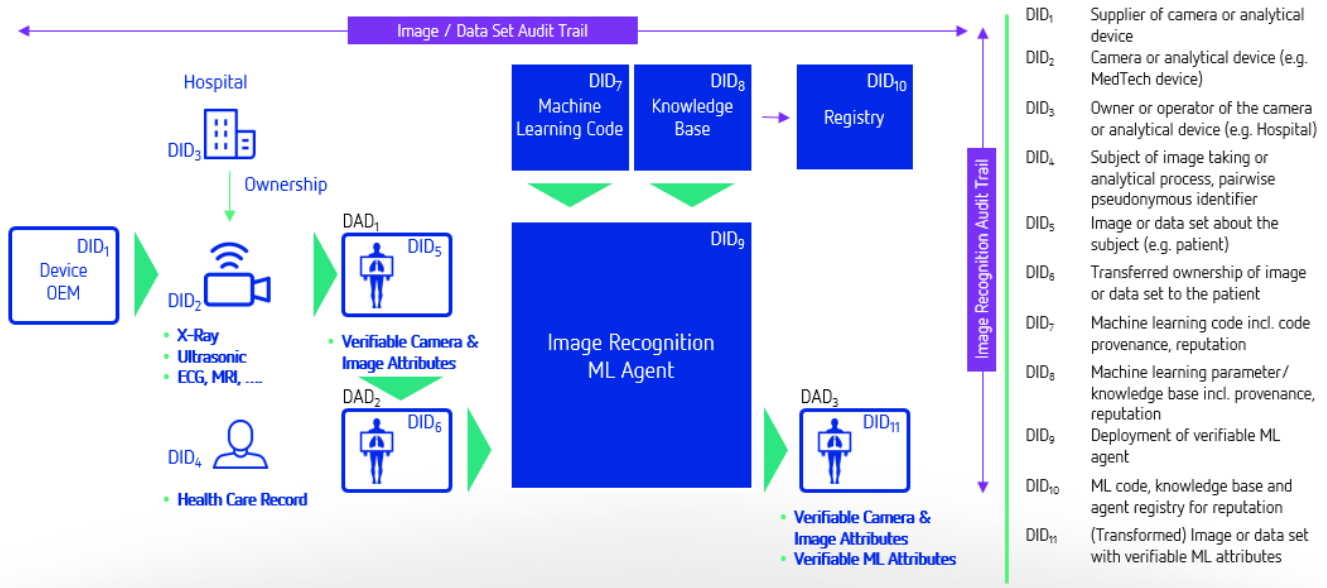 Image / Data Set Audit Trail
Hospital
DID₃
Ownership
DID₁
Device
OEM
DID₂
• X-Ray
• Ultrasonic
• ECG, MRI, ....
DID₄
• Health Care Record
DAD₁
DID₅
• Verifiable Camera &
Image Attributes
DAD₂
DID₆
DID₇
Machine
Learning Code
DID₈
Knowledge
Base
DID₁₀
Registry
DID₉
Image Recognition
ML Agent
DAD₃
DID₁₁
• Verifiable Camera &
Image Attributes
• Verifiable ML Attributes
Image Recognition Audit Trail
DID₁ Supplier of camera or analytical
device
DID₂ Camera or analytical device (e.g.
MedTech device)
DID₃ Owner or operator of the camera
or analytical device (e.g. Hospital)
DID₄ Subject of image taking or
analytical process, pairwise
pseudonymous identifier
DID₅ Image or data set about the
subject (e.g. patient)
DID₆ Transferred ownership of image
or data set to the patient
DID₇ Machine learning code incl. code
provenance, reputation
DID₈ Machine learning parameter/
knowledge base incl. provenance,
reputation
DID₉ Deployment of verifiable ML
agent
DID₁₀ ML code, knowledge base and
agent registry for reputation
DID₁₁ (Transformed) Image or data set
with verifiable ML attributes